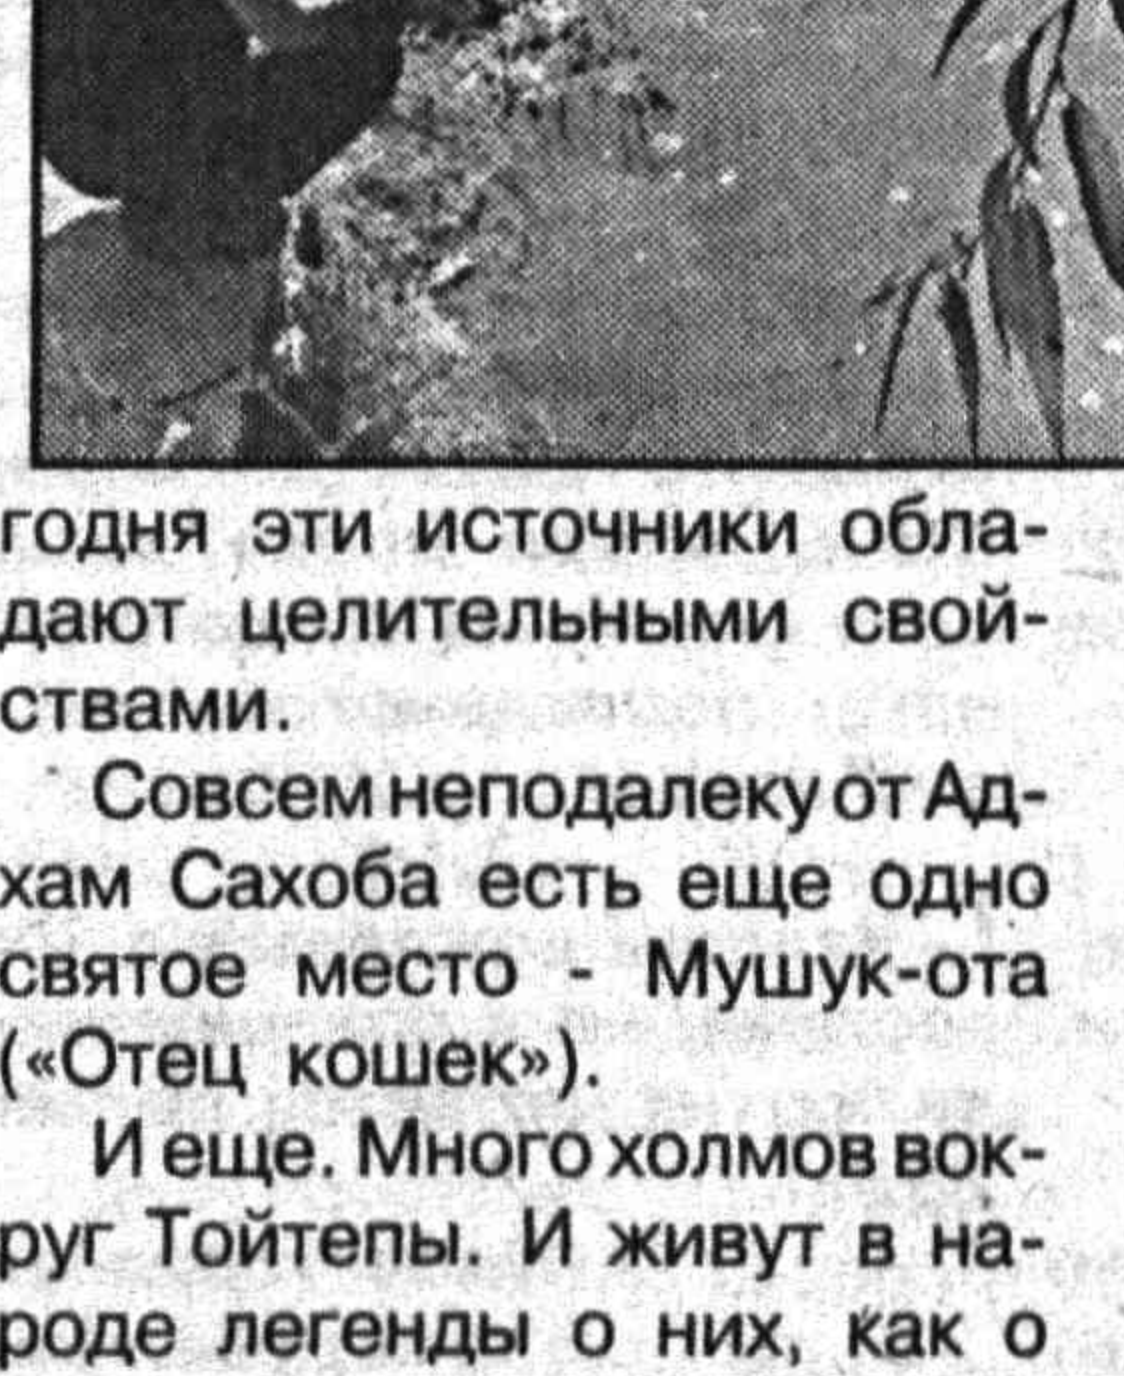 годня эти источники обла-
дают целительными свой-
ствами.
Совсем неподалеку от Ад-
хам Сахоба есть еще одно
святое место - Мушук-ота
(«Отец кошек»).
И еще. Много холмов вок-
руг Тойтепы. И живут в на-
роде легенды о них, как о